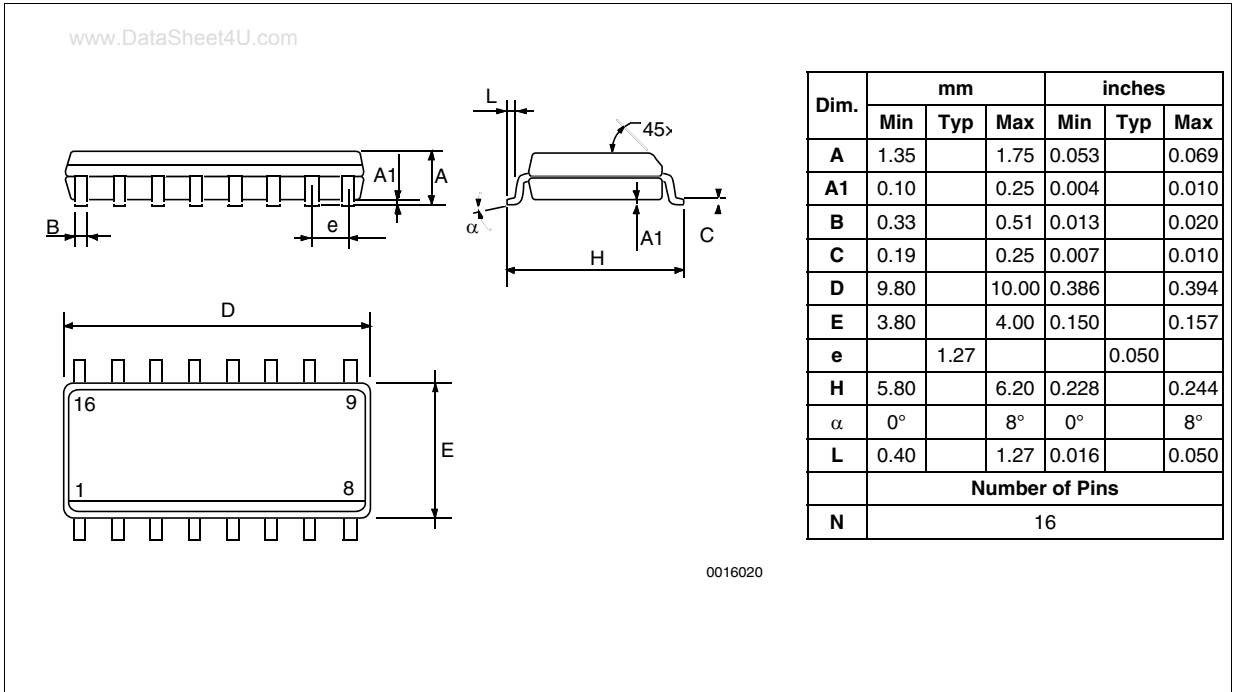 www.DataSheet4U.com
L
45x
A1
A
B
e
α
A1
C
H
D
16
9
E
1
8
0016020
Dim. mm inches
Min Typ Max Min Typ Max
A 1.35 1.75 0.053 0.069
A1 0.10 0.25 0.004 0.010
B 0.33 0.51 0.013 0.020
C 0.19 0.25 0.007 0.010
D 9.80 10.00 0.386 0.394
E 3.80 4.00 0.150 0.157
e 1.27 0.050
H 5.80 6.20 0.228 0.244
α 0° 8° 0° 8°
L 0.40 1.27 0.016 0.050
Number of Pins
N 16